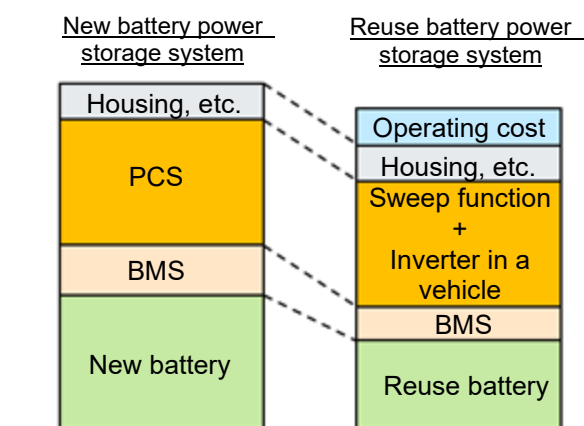 New battery power
storage system
Reuse battery power
storage system
Housing, etc.
PCS
BMS
New battery
Operating cost
Housing, etc.
Sweep function
+
Inverter in a
vehicle
BMS
Reuse battery